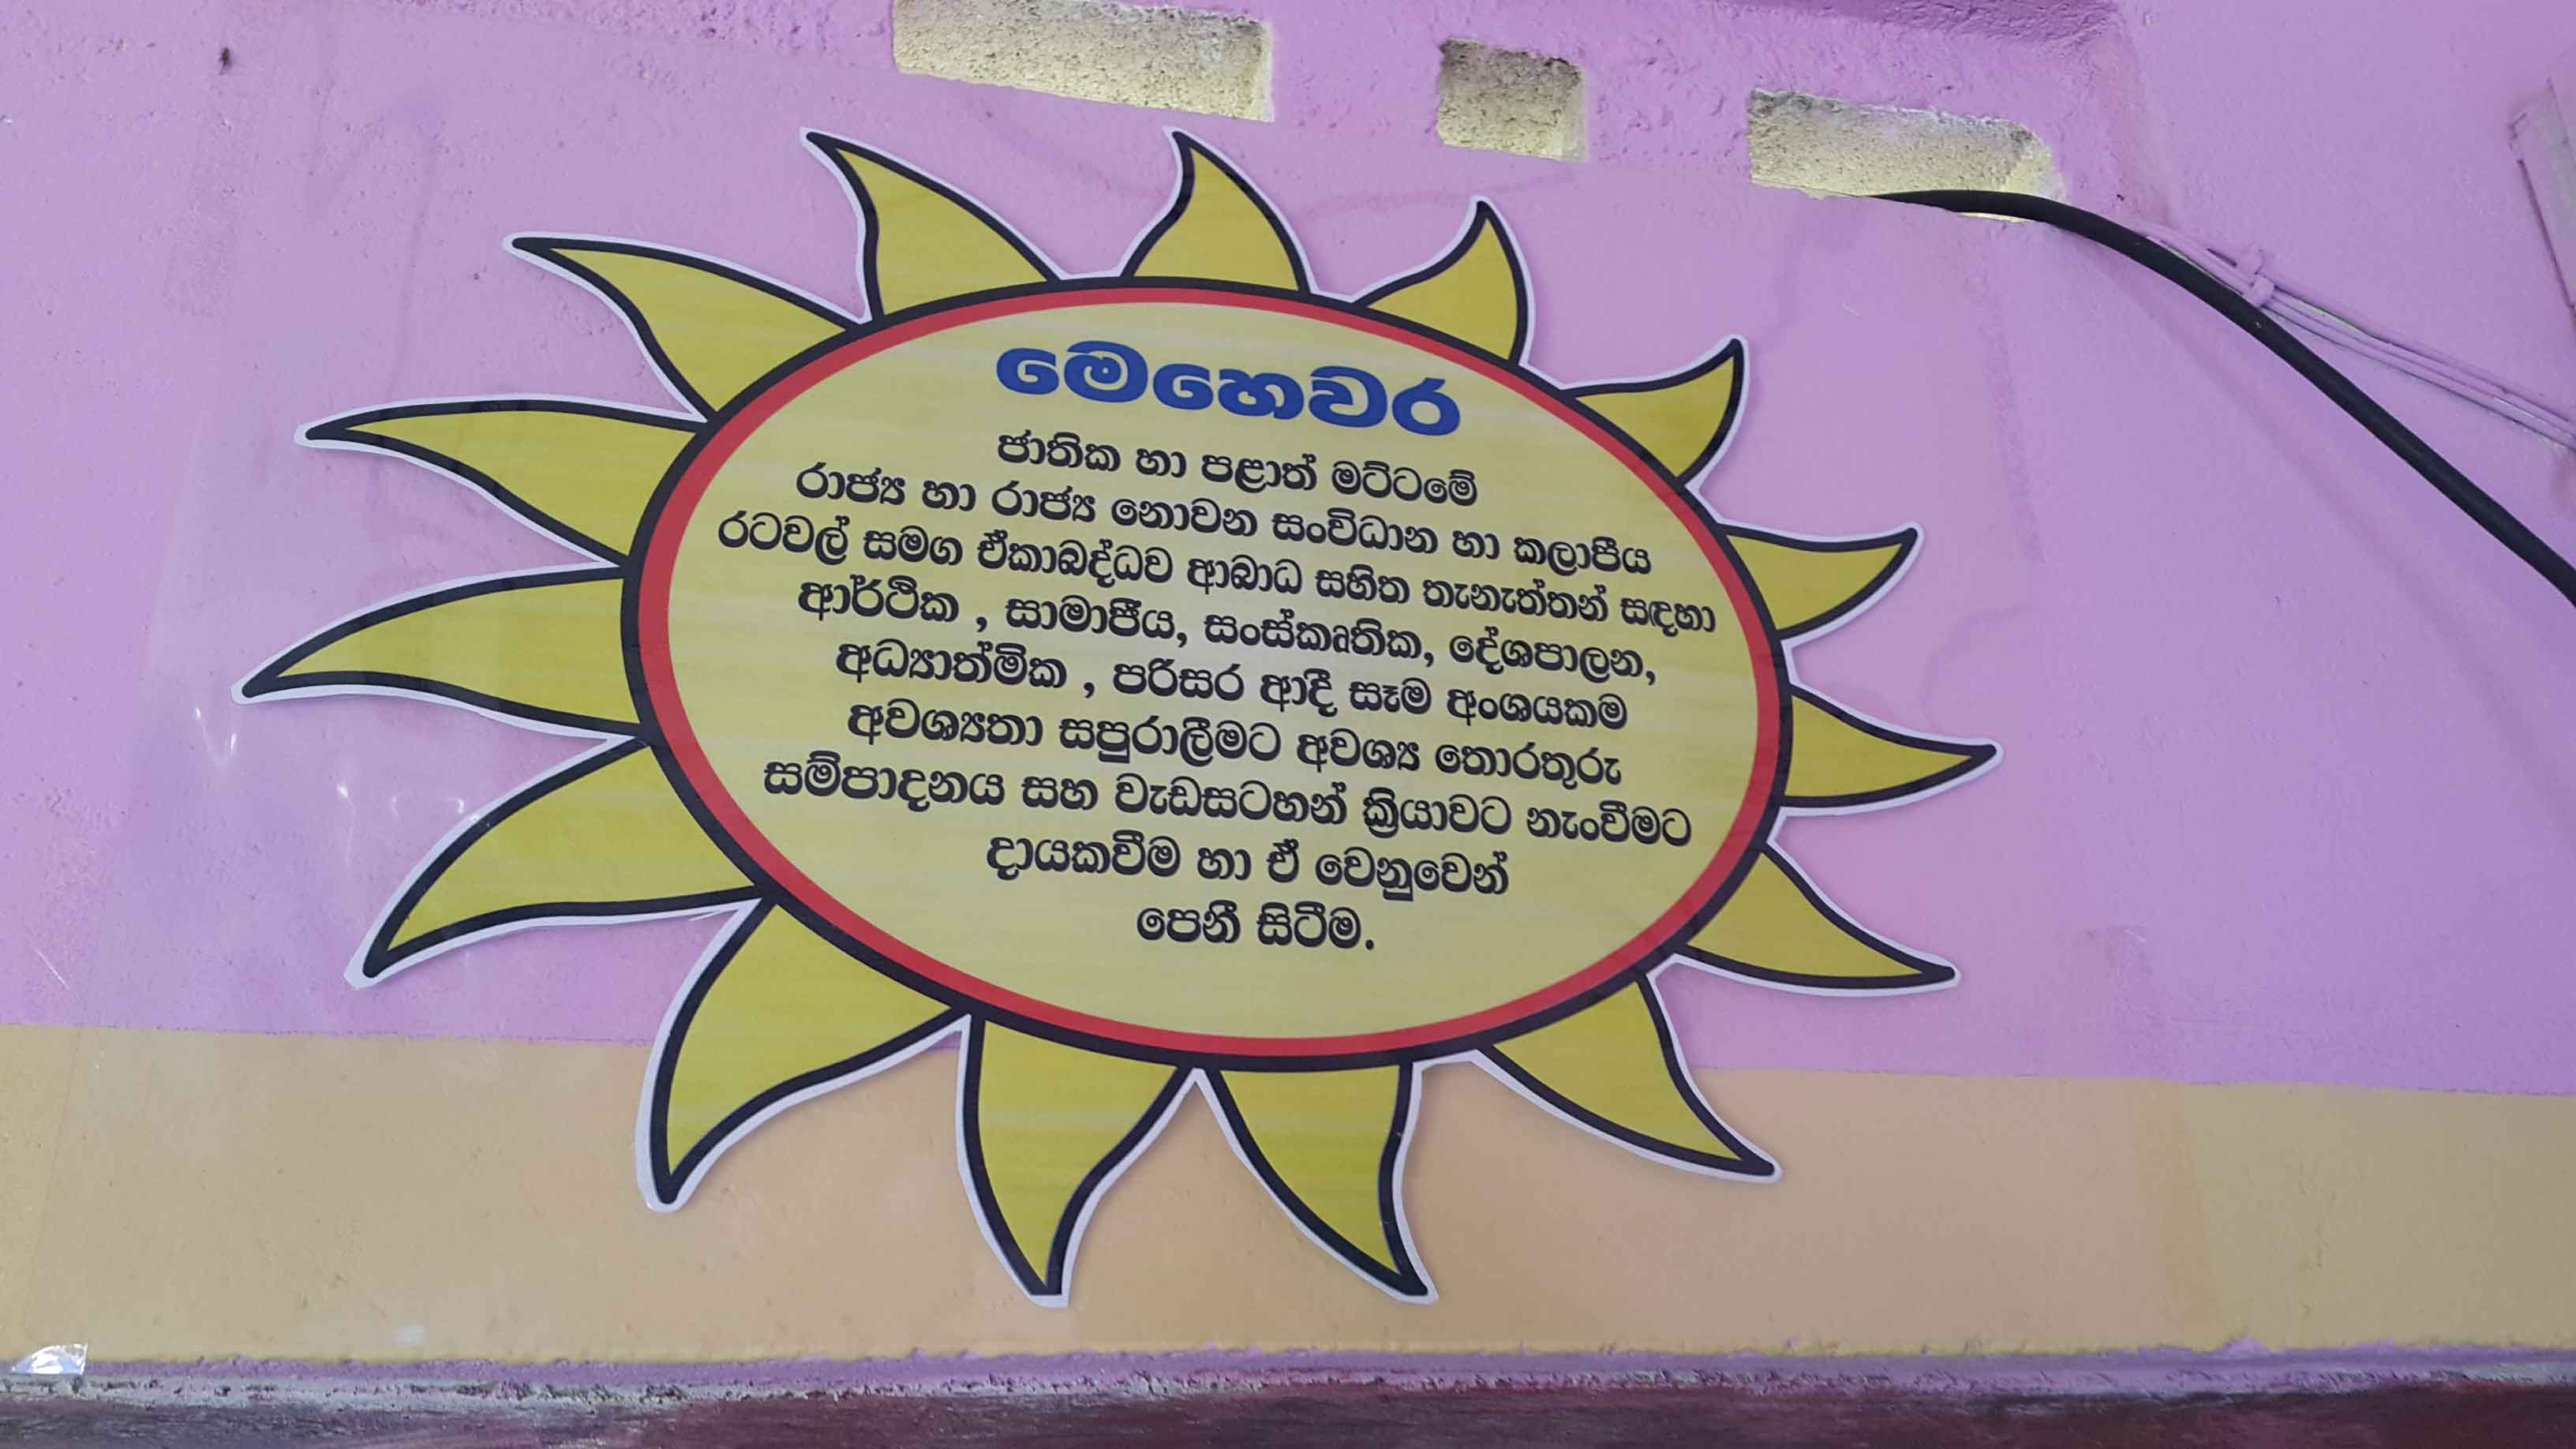 මෙහෙවර
ජාතික හා පළාත් මට්ටමේ
රාජ්‍ය හා රාජ්‍ය නොවන සංවිධාන හා කලාපීය
රටවල් සමග ඒකාබද්ධව ආබාධ සහිත තැනැත්තන් සඳහා
ආර්ථික , සාමාජීය, සංස්කෘතික, දේශපාලන,
අධ්‍යාත්මික , පරිසර ආදී සෑම අංශයකම
අවශ්‍යතා සපුරාලීමට අවශ්‍ය තොරතුරු
සම්පාදනය සහ වැඩසටහන් ක්‍රියාවට නැංවීමට
දායකවීම හා ඒ වෙනුවෙන්
පෙනී සිටීම.